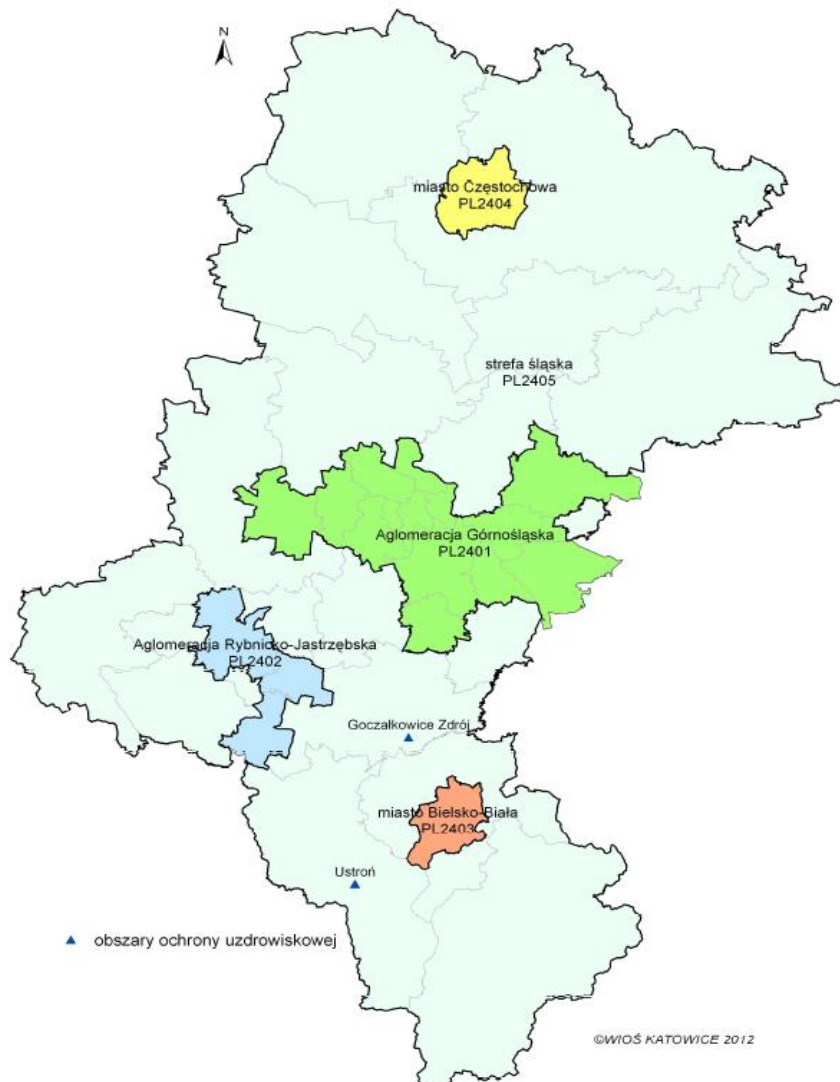 N
miasto Częstochowa
PL2404
strefa śląska
PL2405
Aglomeracja Górnośląska
PL2401
Aglomeracja Rybnicko-Jastrzębska
PL2402
Goczałkowice Zdrój
miasto Bielsko-Biała
PL2403
Ustroń
obszary ochrony uzdrowiskowej
©WIOŚ KATOWICE 2012